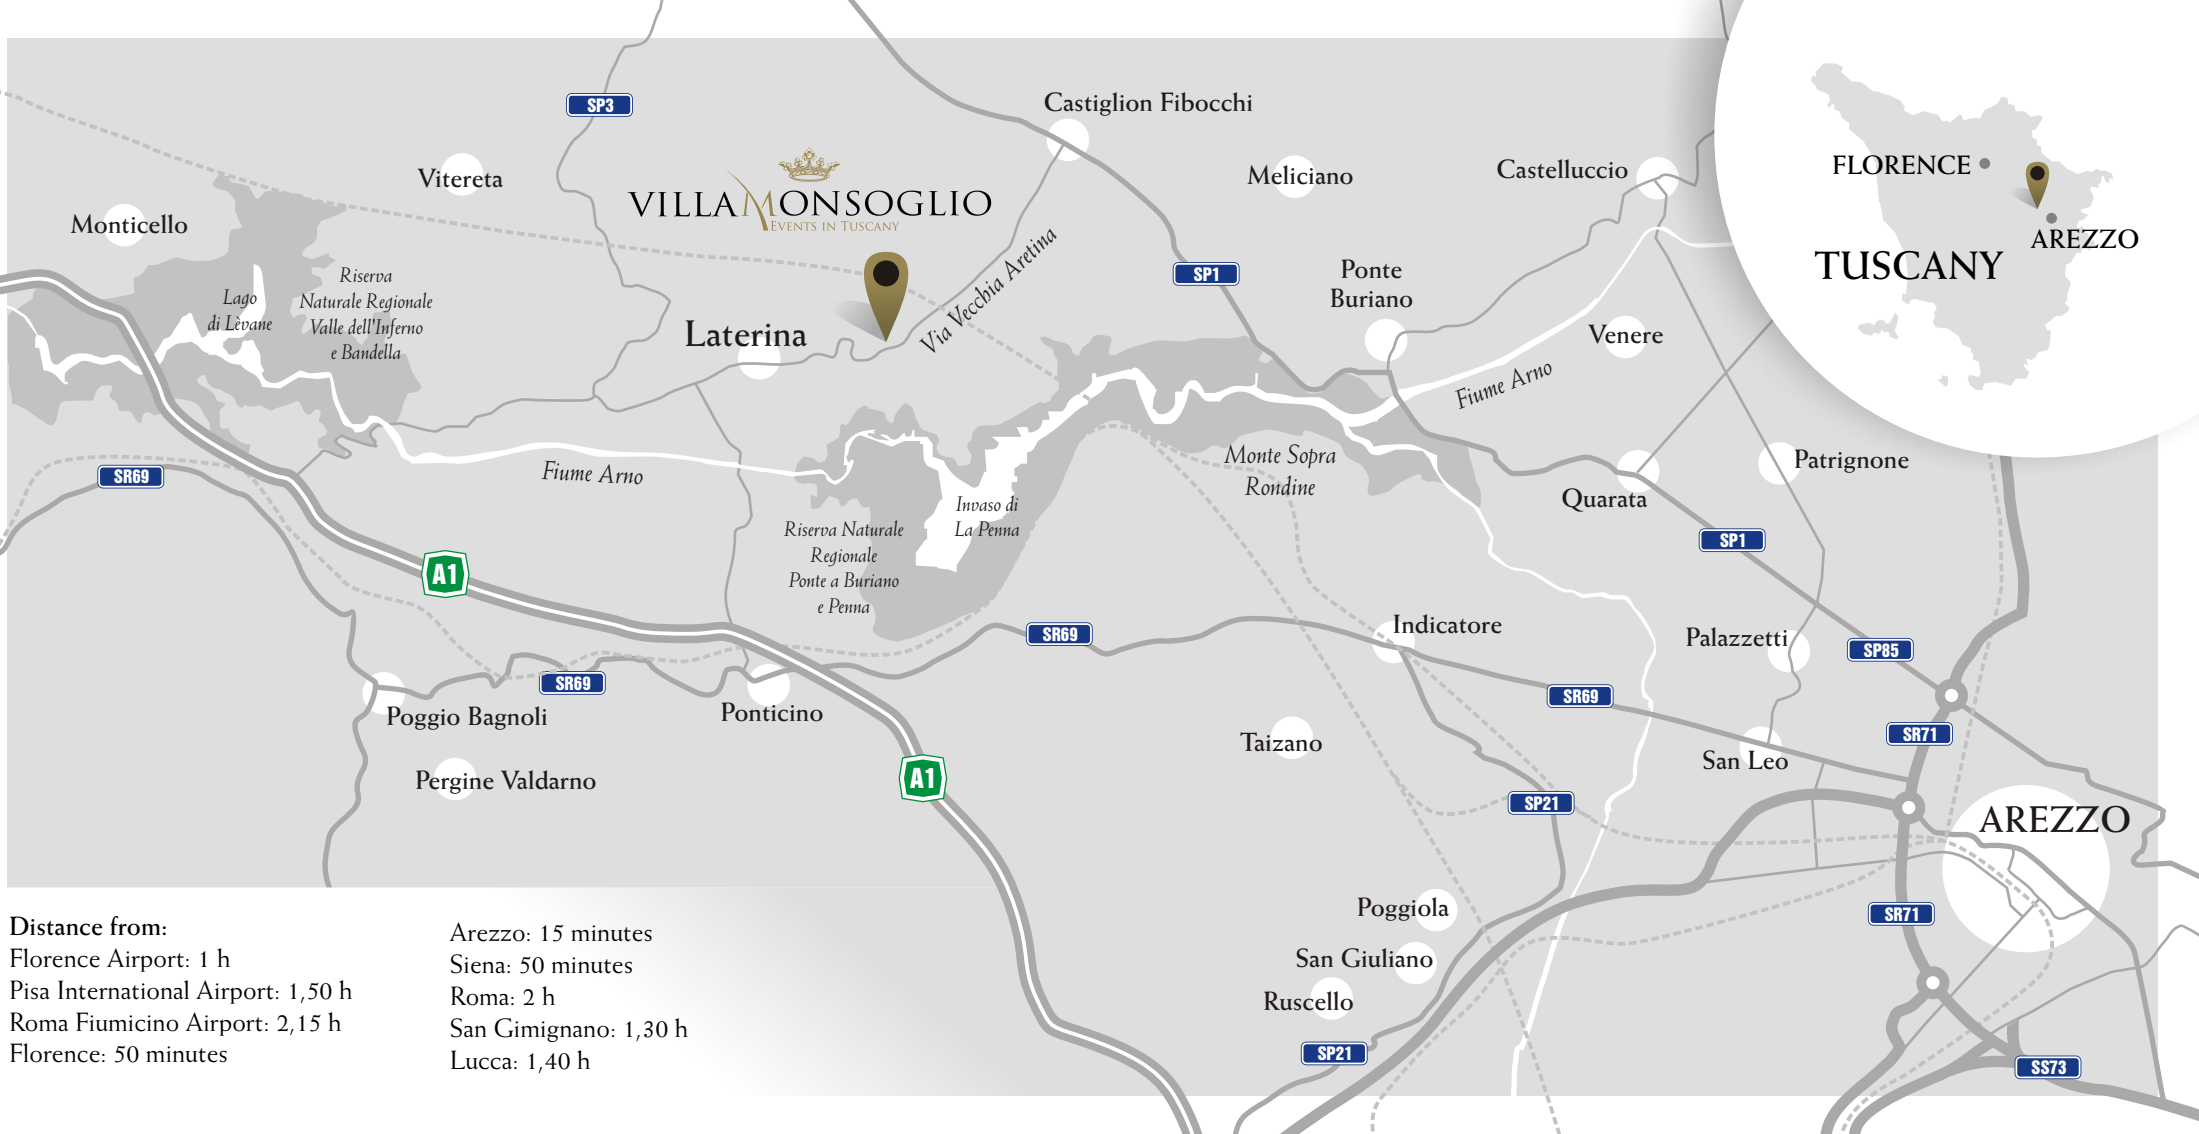 SP3
Castiglion Fibocchi
Vitereta
Meliciano
Castelluccio
FLORENCE
VILLA MONSOGLIO
EVENTS IN TUSCANY
Monticello
AREZZO
TUSCANY
Riserva
Naturale Regionale
Valle dell'Inferno
e Bandella
Lago
di Lèvane
Via Vecchia Aretina
SP1
Ponte
Buriano
Laterina
Venere
Fiume Arno
Fiume Arno
SR69
Monte Sopra
Rondine
Patrignone
Quarata
Invaso di
La Penna
Riserva Naturale
Regionale
Ponte a Buriano
e Penna
SP1
A1
SR69
Indicatore
Palazzetti
SP85
SR69
SR69
Poggio Bagnoli
Ponticino
Taizano
SR71
San Leo
Pergine Valdarno
A1
SP21
AREZZO
Poggiola
SR71
San Giuliano
Ruscello
SP21
SS73
Distance from:
Florence Airport: 1 h
Pisa International Airport: 1,50 h
Roma Fiumicino Airport: 2,15 h
Florence: 50 minutes
Arezzo: 15 minutes
Siena: 50 minutes
Roma: 2 h
San Gimignano: 1,30 h
Lucca: 1,40 h